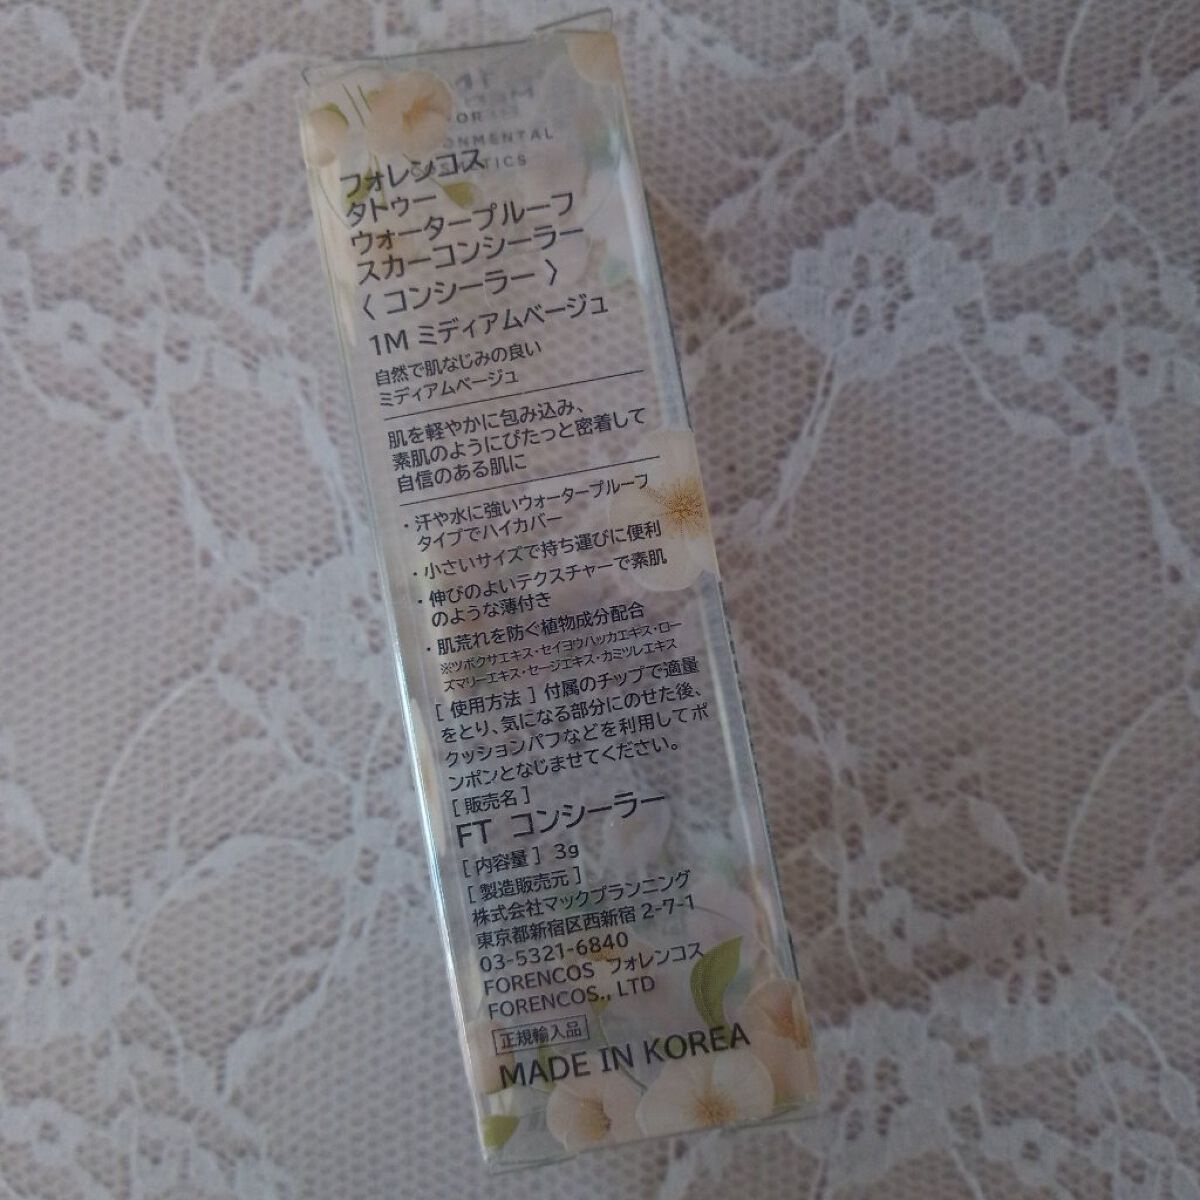 OR
ONMENTAL
TICS
フォレンコス
タトゥー
ウォータープルーフ
スカーコンシーラー
〈 コンシーラー 〉
1M ミディアムベージュ
自然で肌なじみの良い
ミディアムベージュ
肌を軽やかに包み込み、
素肌のようにぴたっと密着して
自信のある肌に
・汗や水に強いウォータープルーフ
タイプでハイカバー
・小さいサイズで持ち運びに便利
・伸びのよいテクスチャーで素肌
のような薄付き
・肌荒れを防ぐ植物成分配合
※ツボクサエキス・セイヨウハッカエキス・ロー
ズマリーエキス・セージエキス・カミツレエキス
[ 使用方法 ] 付属のチップで適量
をとり、気になる部分にのせた後、
クッションパフなどを利用してポ
ンポンとなじませてください。
[ 販売名 ]
FT コンシーラー
[ 内容量 ] 3g
[ 製造販売元 ]
株式会社マックプランニング
東京都新宿区西新宿 2-7-1
03-5321-6840
FORENCOS フォレンコス
FORENCOS., LTD
正規輸入品
MADE IN KOREA